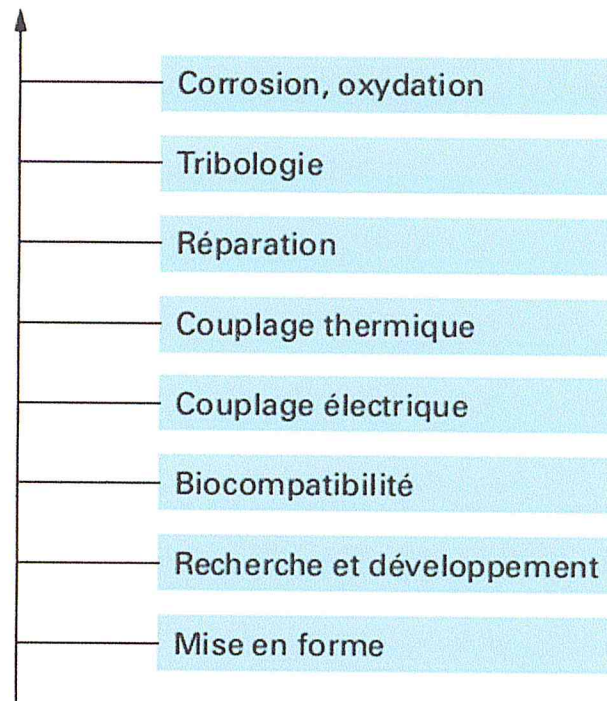 Corrosion, oxydation
Tribologie
Réparation
Couplage thermique
Couplage électrique
Biocompatibilité
Recherche et développement
Mise en forme